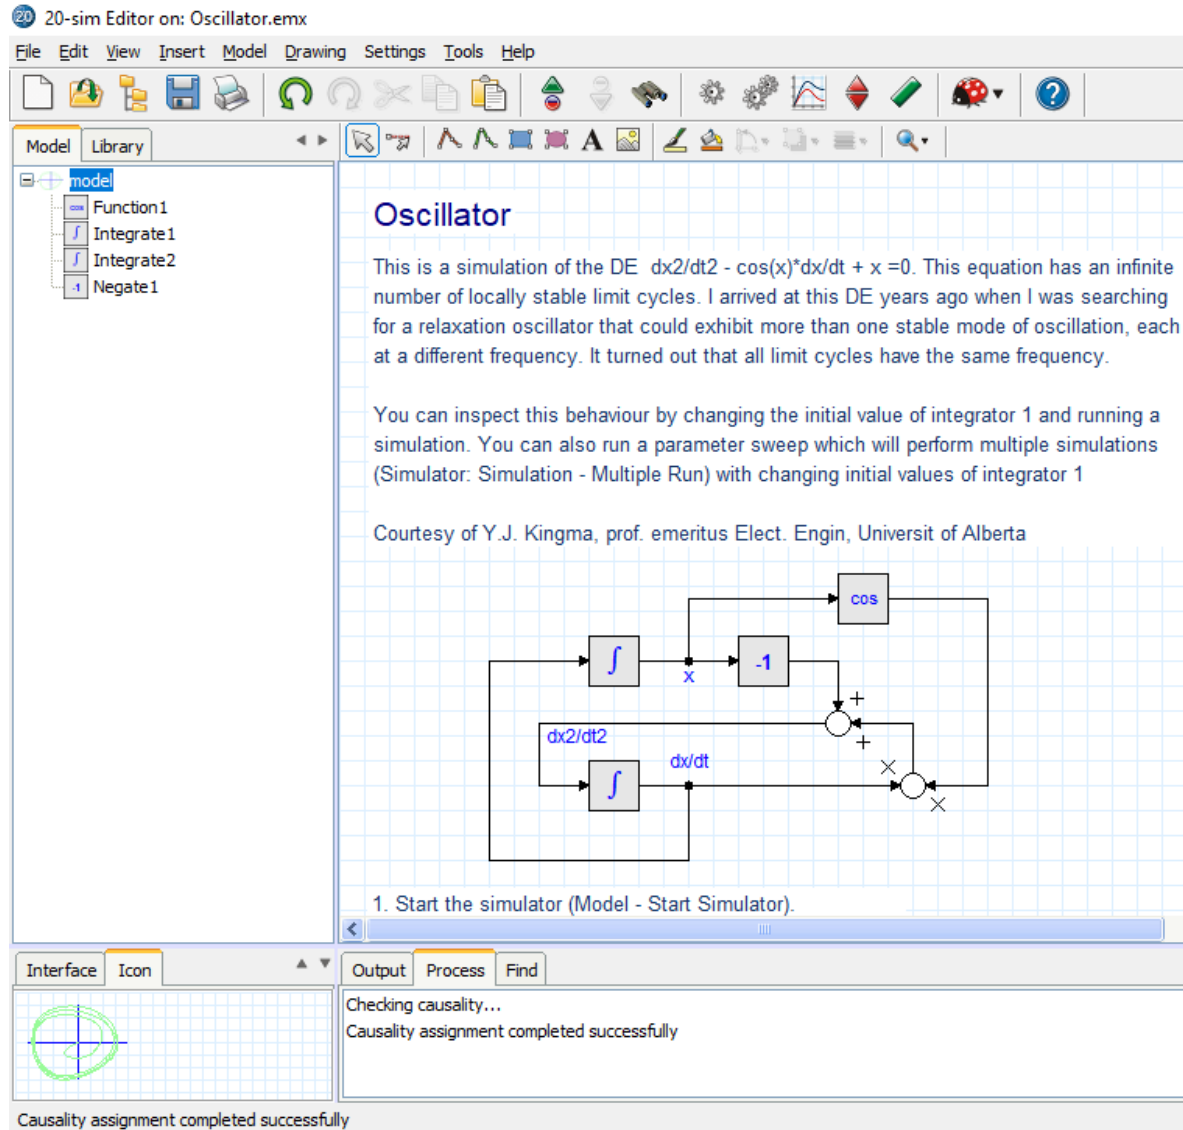 20-sim Editor on: Oscillator.emx
File Edit View Insert Model Drawing Settings Tools Help
Model Library
model
Function1
Integrate1
Integrate2
-1 Negate1
Oscillator
This is a simulation of the DE dx2/dt2 - cos(x)*dx/dt + x =0. This equation has an infinite
number of locally stable limit cycles. I arrived at this DE years ago when I was searching
for a relaxation oscillator that could exhibit more than one stable mode of oscillation, each
at a different frequency. It turned out that all limit cycles have the same frequency.
You can inspect this behaviour by changing the initial value of integrator 1 and running a
simulation. You can also run a parameter sweep which will perform multiple simulations
(Simulator: Simulation - Multiple Run) with changing initial values of integrator 1
Courtesy of Y.J. Kingma, prof. emeritus Elect. Engin, Universit of Alberta
cos
∫ x -1
+
dx2/dt2 +
∫ dx/dt ×
×
1. Start the simulator (Model - Start Simulator).
Interface Icon
Output Process Find
Checking causality...
Causality assignment completed successfully
Causality assignment completed successfully